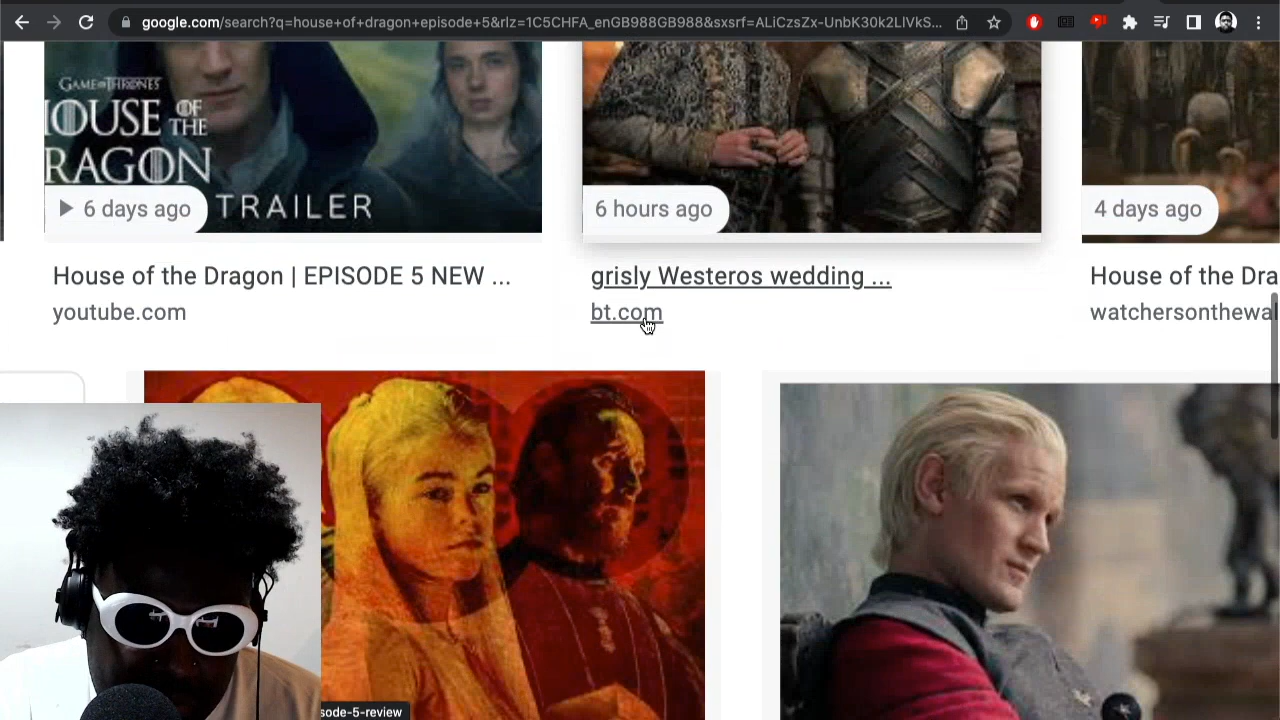 google.com/search?q=house+of+dragon+episode+5&rlz=1C5CHFA_enGB988GB988&sxsrf=ALiCzsZx-UnbK30k2LlVkS...
GAME OF THRONES
HOUSE OF THE
DRAGON
TRAILER
6 days ago
6 hours ago
4 days ago
House of the Dragon | EPISODE 5 NEW ...
youtube.com
grisly Westeros wedding ...
bt.com
House of the Dra
watchersonthewal
sode-5-review